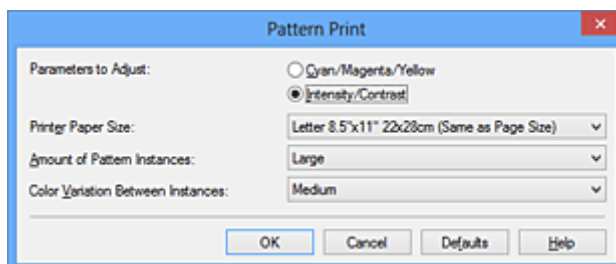 Pattern Print
Parameters to Adjust:
Cyan/Magenta/Yellow
Intensity/Contrast
Printer Paper Size:
Letter 8.5"x11" 22x28cm (Same as Page Size)
Amount of Pattern Instances:
Large
Color Variation Between Instances:
Medium
OK Cancel Defaults Help